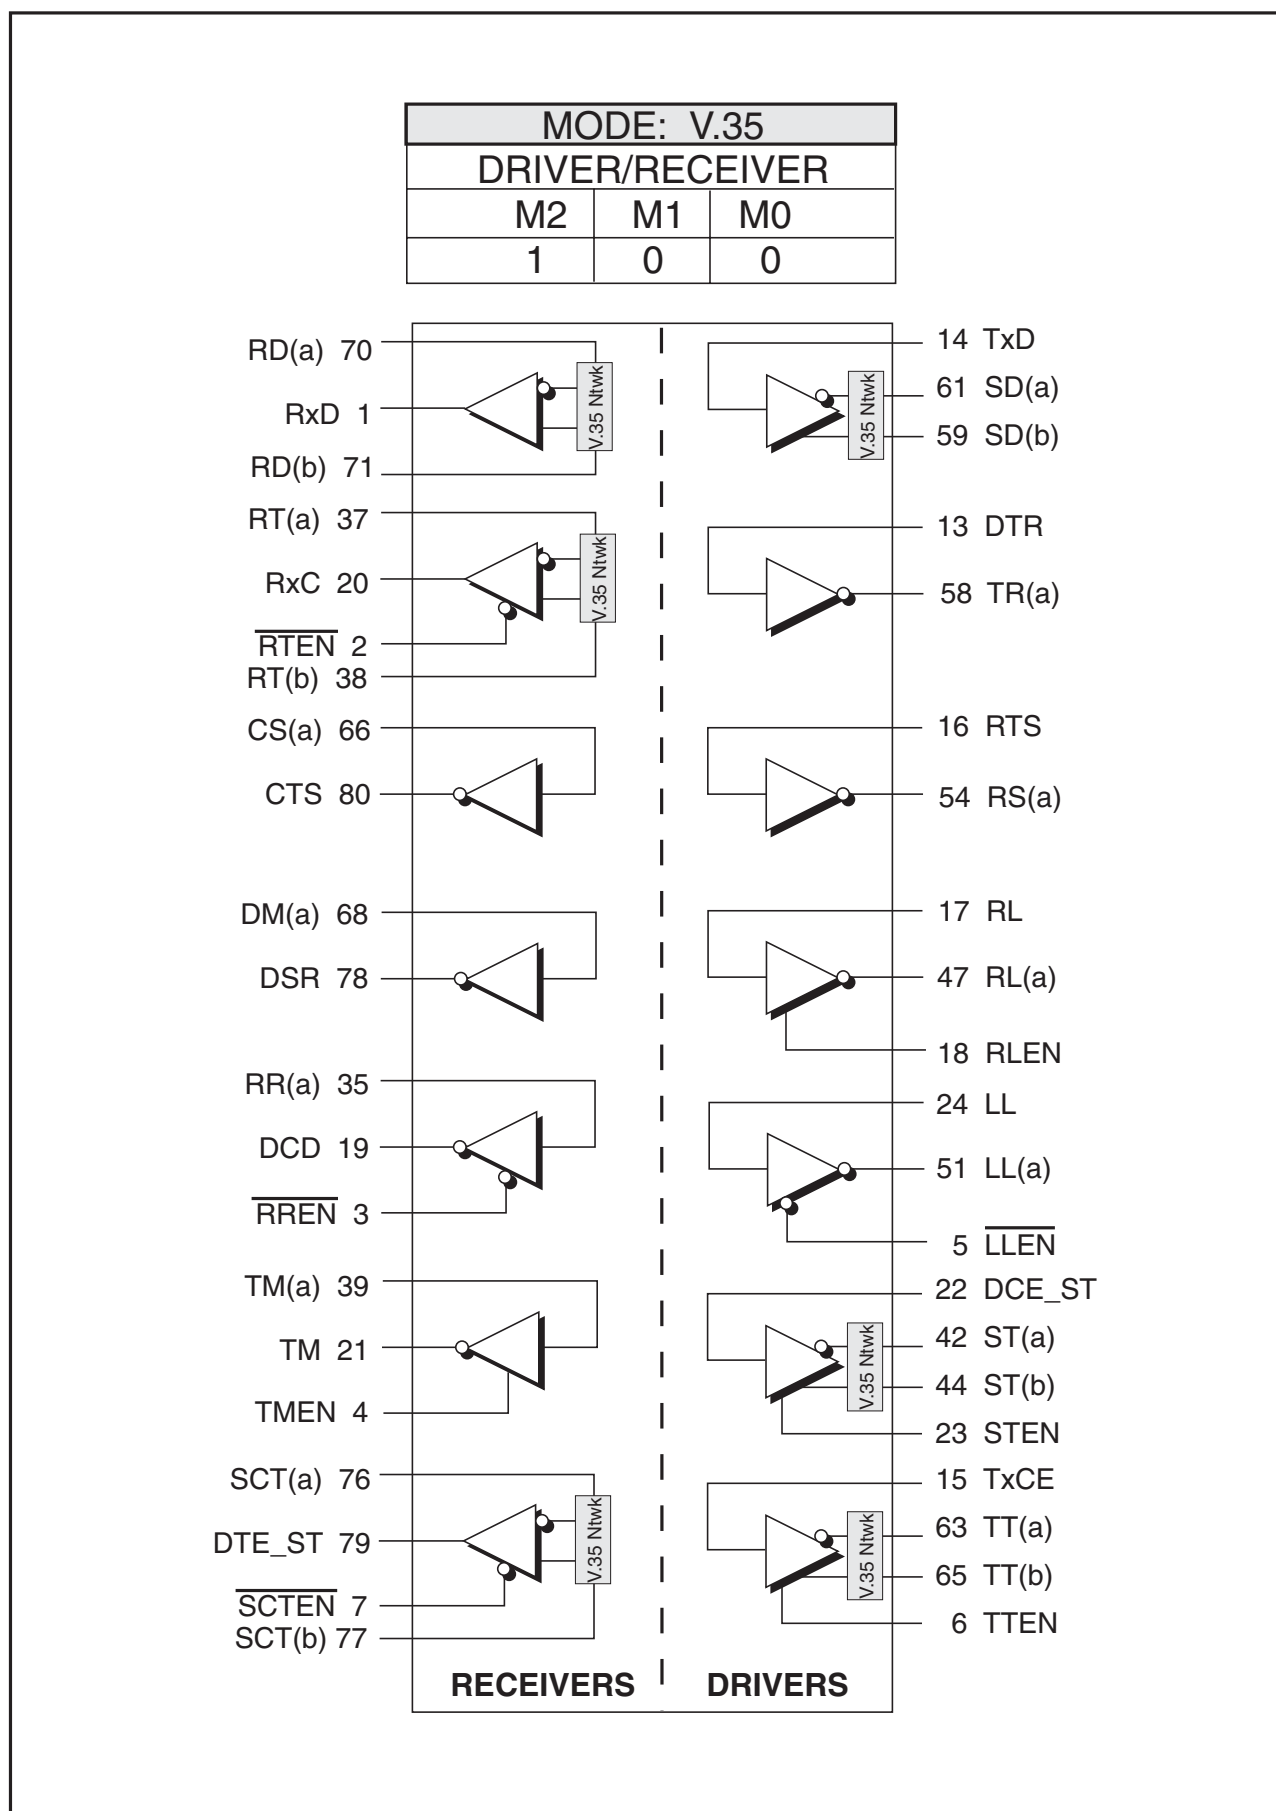 MODE: V.35
DRIVER/RECEIVER
M2 M1 M0
1 0 0
RD(a) 70
V.35 Ntwk
RxD 1
RD(b) 71
RT(a) 37
V.35 Ntwk
RxC 20
RTEN 2
RT(b) 38
CS(a) 66
CTS 80
DM(a) 68
DSR 78
RR(a) 35
DCD 19
RREN 3
TM(a) 39
TM 21
TMEN 4
SCT(a) 76
V.35 Ntwk
DTE_ST 79
SCTEN 7
SCT(b) 77
RECEIVERS
14 TxD
V.35 Ntwk
61 SD(a)
59 SD(b)
13 DTR
58 TR(a)
16 RTS
54 RS(a)
17 RL
47 RL(a)
18 RLEN
24 LL
51 LL(a)
5 LLEN
22 DCE_ST
V.35 Ntwk
42 ST(a)
44 ST(b)
23 STEN
15 TxCE
V.35 Ntwk
63 TT(a)
65 TT(b)
6 TTEN
DRIVERS